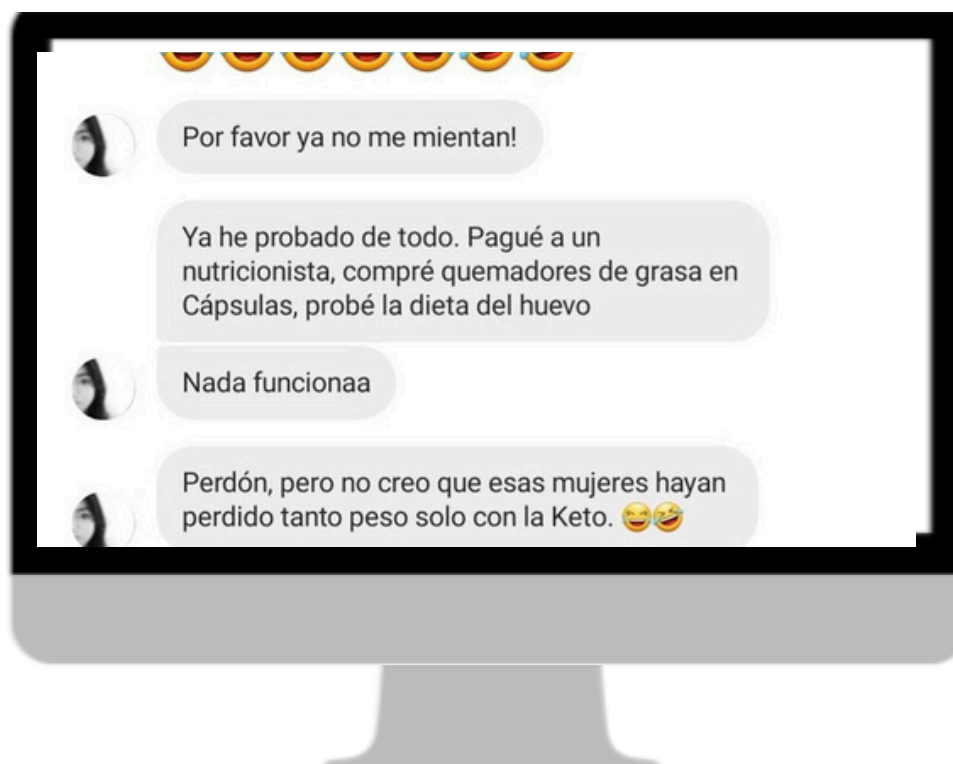 Por favor ya no me mientan!
Ya he probado de todo. Pagué a un
nutricionista, compré quemadores de grasa en
Cápsulas, probé la dieta del huevo
Nada funcionaa
Perdón, pero no creo que esas mujeres hayan
perdido tanto peso solo con la Keto. 😂🤣